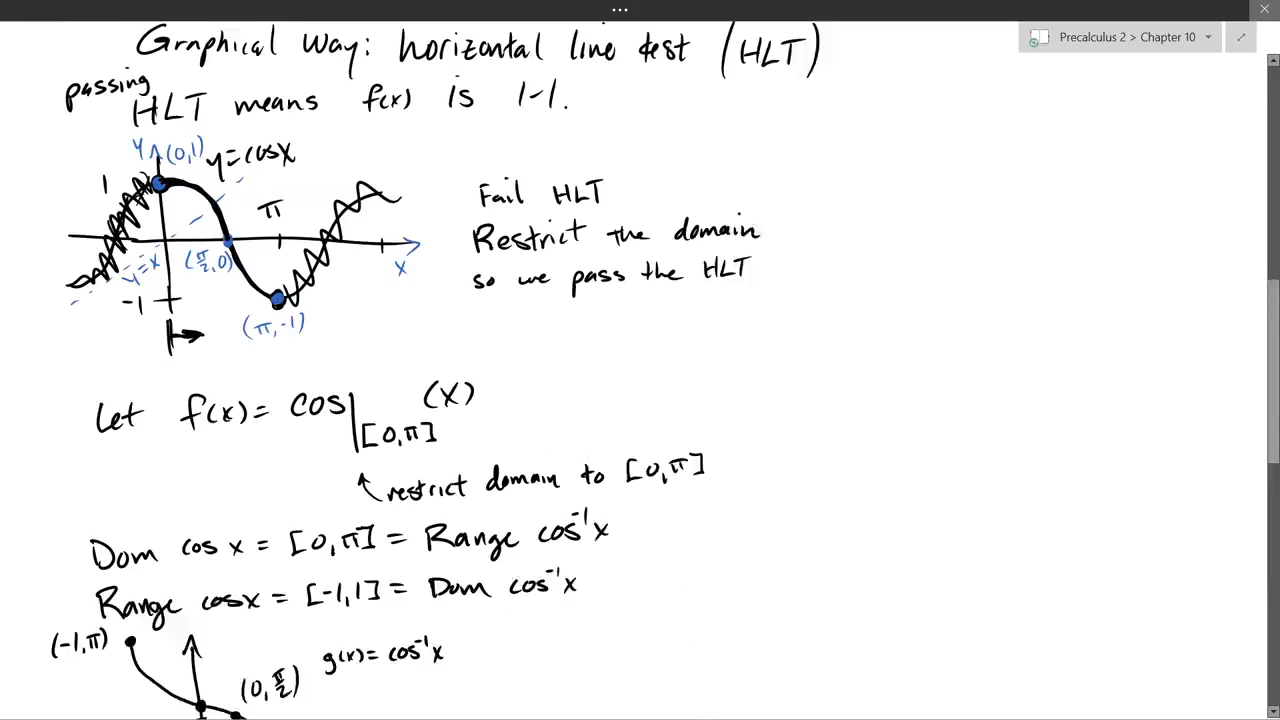 Precalculus 2 > Chapter 10
Graphical Way: horizontal line test (HLT)
passing
HLT means f(x) is 1-1.
y (0,1) y=cosx
1
π
y=x (π/2, 0) x
-1
(π,-1)
Fail HLT
Restrict the domain
so we pass the HLT
Let f(x)= cos|[0,π] (x)
restrict domain to [0,π]
Dom cos x = [0,π] = Range cos⁻¹x
Range cosx = [-1,1] = Dom cos⁻¹x
(-1,π)
g(x)= cos⁻¹x
(0, π/2)